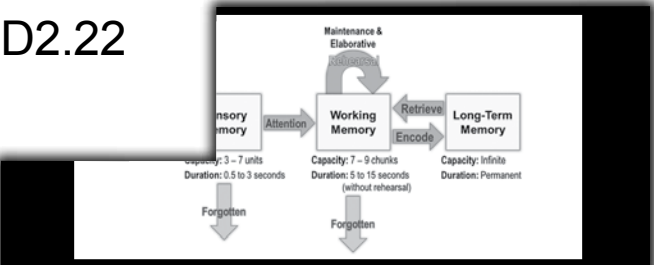 D2.22
Maintenance &
Elaborative
Rehearsal
nsory
emory
Attention
Working
Memory
Retrieve
Encode
Long-Term
Memory
Capacity: 3 – 7 units
Duration: 0.5 to 3 seconds
Capacity: 7 – 9 chunks
Duration: 5 to 15 seconds
(without rehearsal)
Capacity: Infinite
Duration: Permanent
Forgotten
Forgotten